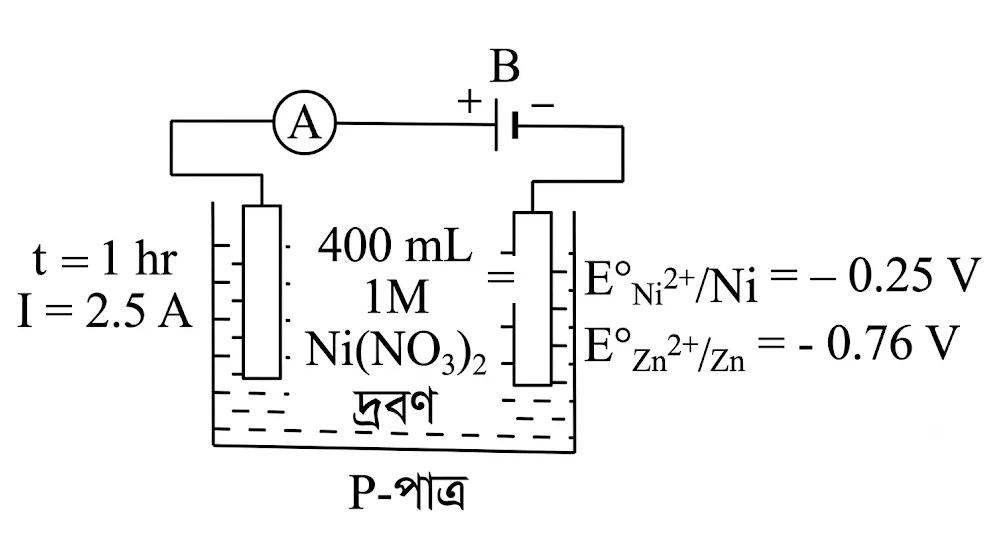 B
+ −
A
t = 1 hr
I = 2.5 A
400 mL
1M
Ni(NO₃)₂
দ্রবণ
E°Ni²⁺/Ni = – 0.25 V
E°Zn²⁺/Zn = - 0.76 V
P-পাত্র